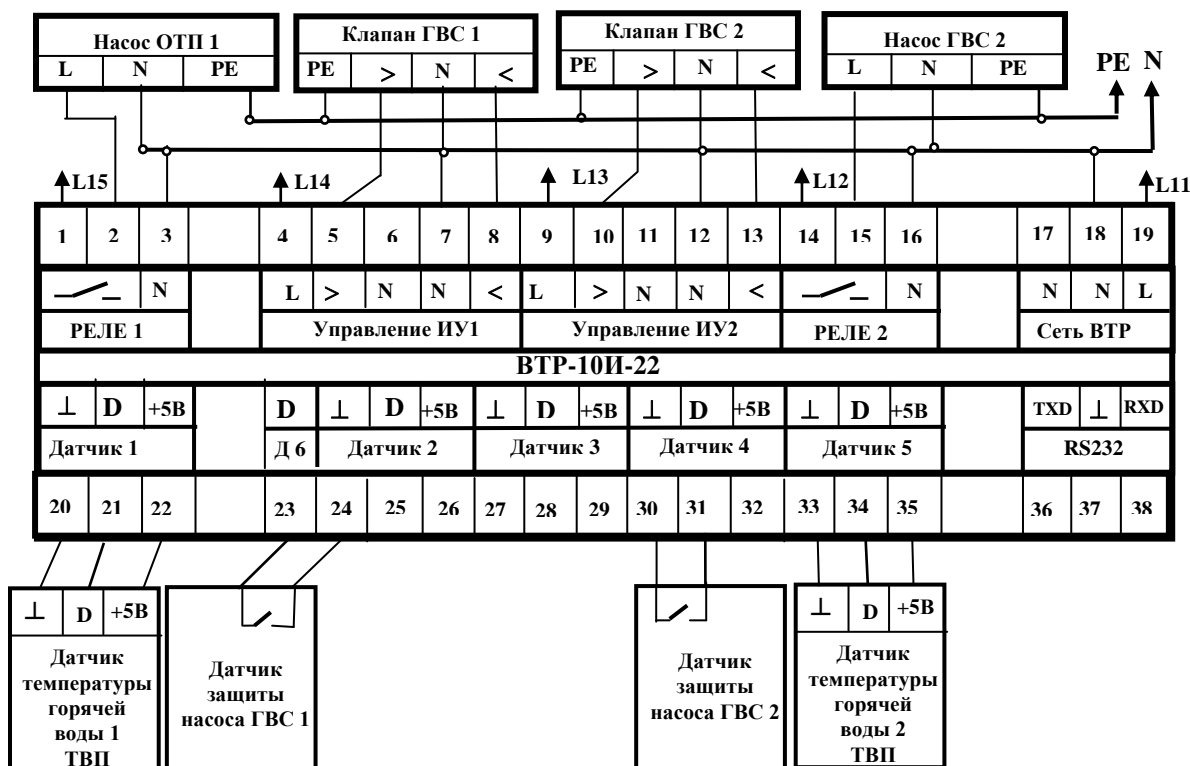 Насос ОТП 1
L N PE
Клапан ГВС 1
PE > N <
Клапан ГВС 2
PE > N <
Насос ГВС 2
L N PE
PE N
L15 L14 L13 L12 L11
1 2 3 4 5 6 7 8 9 10 11 12 13 14 15 16 17 18 19
N L > N N < L > N N < N N N L
РЕЛЕ 1 Управление ИУ1 Управление ИУ2 РЕЛЕ 2 Сеть ВТР
ВТР-10И-22
⊥ D +5В D ⊥ D +5В ⊥ D +5В ⊥ D +5В ⊥ D +5В TXD ⊥ RXD
Датчик 1 Д 6 Датчик 2 Датчик 3 Датчик 4 Датчик 5 RS232
20 21 22 23 24 25 26 27 28 29 30 31 32 33 34 35 36 37 38
⊥ D +5В
Датчик
температуры
горячей
воды 1
ТВП
Датчик
защиты
насоса ГВС 1
Датчик
защиты
насоса ГВС 2
⊥ D +5В
Датчик
температуры
горячей
воды 2
ТВП